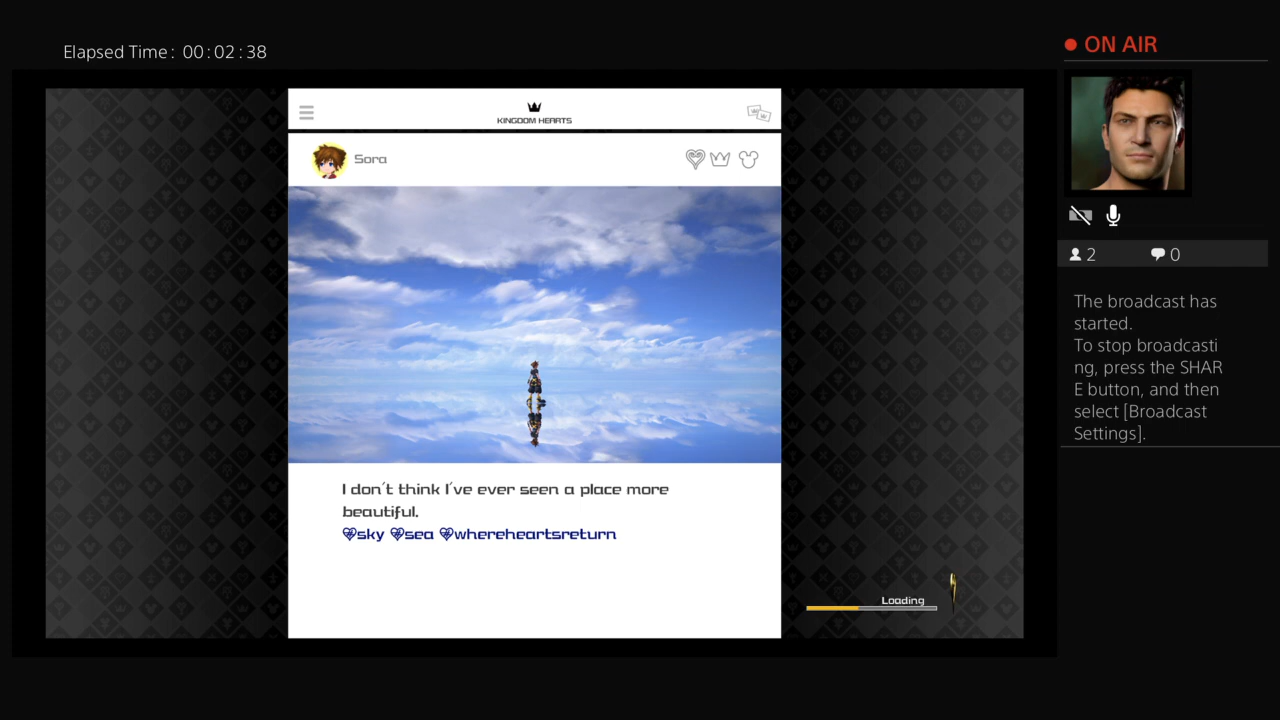 Elapsed Time: 00:02:38
ON AIR
KINGDOM HEARTS
Sora
2 0
The broadcast has
started.
To stop broadcasti
ng, press the SHAR
E button, and then
select [Broadcast
Settings].
I don't think I've ever seen a place more
beautiful.
sky sea whereheartsreturn
Loading